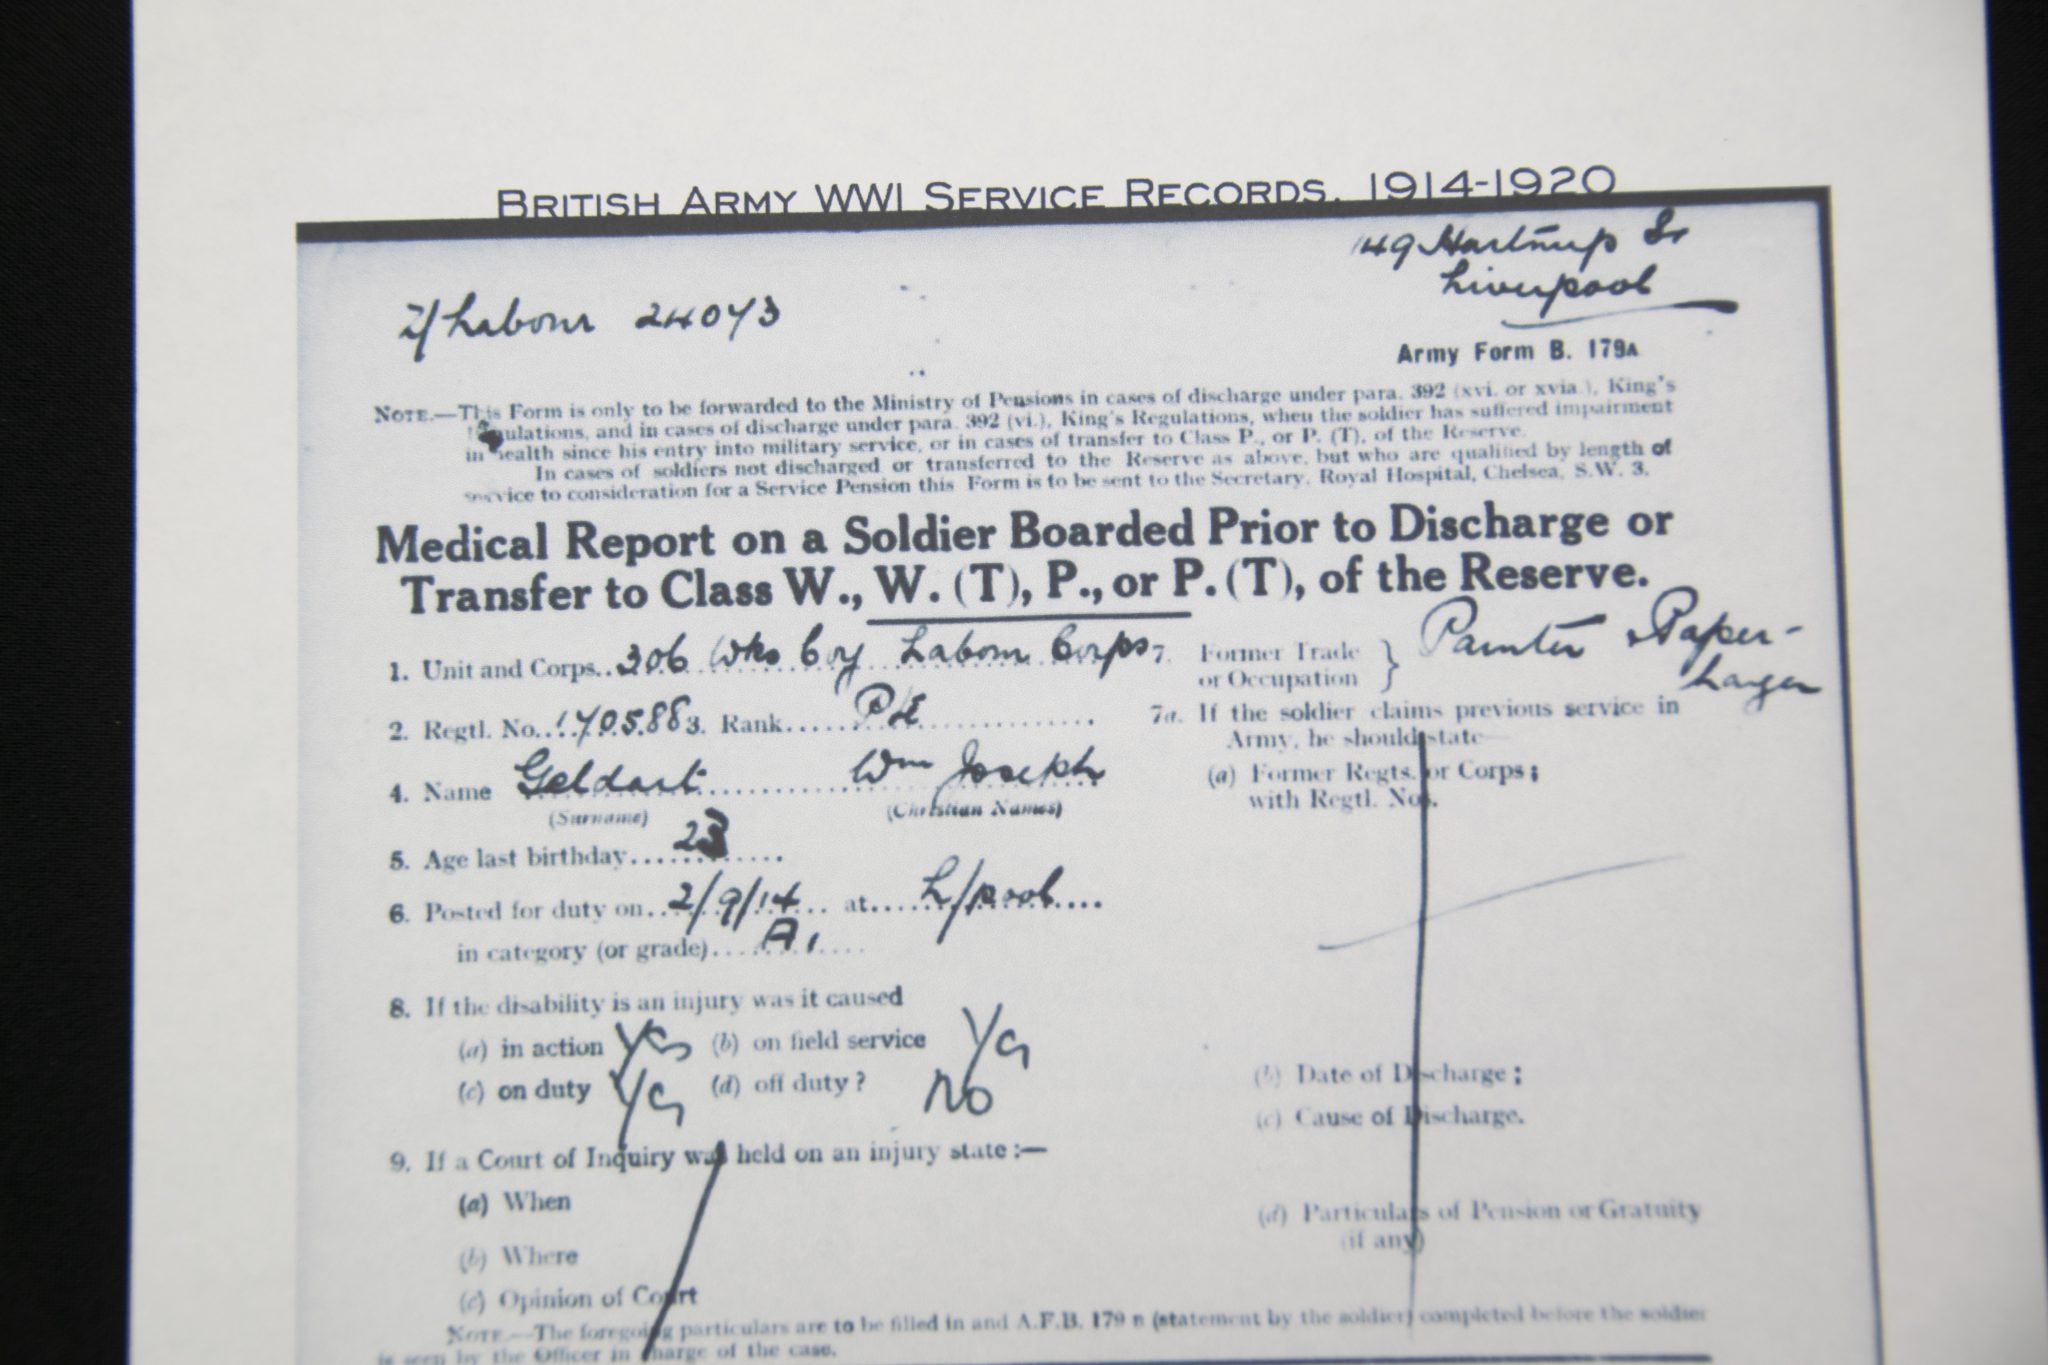 BRITISH ARMY WWI SERVICE RECORDS, 1914-1920
149 Hartnup St
Liverpool
Z/Labour 24073
Army Form B. 179A
NOTE.—This Form is only to be forwarded to the Ministry of Pensions in cases of discharge under para. 392 (xvi. or xvia.), King's
Regulations, and in cases of discharge under para. 392 (vi.), King's Regulations, when the soldier has suffered impairment
in health since his entry into military service, or in cases of transfer to Class P., or P. (T), of the Reserve.
In cases of soldiers not discharged or transferred to the Reserve as above, but who are qualified by length of
service to consideration for a Service Pension this Form is to be sent to the Secretary, Royal Hospital, Chelsea, S.W. 3.
Medical Report on a Soldier Boarded Prior to Discharge or
Transfer to Class W., W. (T), P., or P. (T), of the Reserve.
1. Unit and Corps.. 306 Wks Coy Labour Corps
2. Regtl. No... 170588 3. Rank..... Pte
4. Name Geldart Wm Joseph
(Surname) (Christian Names)
5. Age last birthday... 23
6. Posted for duty on.. 2/9/14 at.... L/pool
in category (or grade).... A1
7. Former Trade or Occupation } Painter & Paper-
hanger
7a. If the soldier claims previous service in
Army, he should state—
(a) Former Regts. or Corps;
with Regtl. Nos.
8. If the disability is an injury was it caused
(a) in action Yes (b) on field service Yes
(c) on duty Yes (d) off duty? No
(b) Date of Discharge;
(c) Cause of Discharge.
9. If a Court of Inquiry was held on an injury state:—
(a) When
(d) Particulars of Pension or Gratuity
(if any)
(b) Where
(c) Opinion of Court
NOTE.—The foregoing particulars are to be filled in and A.F.B. 179 B (statement by the soldier) completed before the soldier
is seen by the Officer in charge of the case.